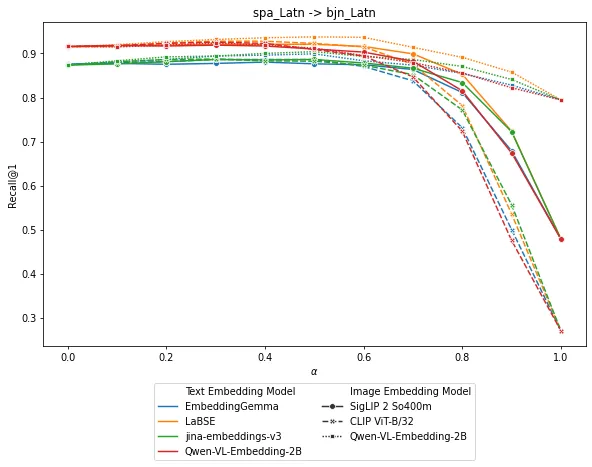 spa_Latn -> bjn_Latn
Recall@1
0.9
0.8
0.7
0.6
0.5
0.4
0.3
0.0 0.2 0.4 0.6 0.8 1.0
α
Text Embedding Model Image Embedding Model
EmbeddingGemma SigLIP 2 So400m
LaBSE CLIP ViT-B/32
jina-embeddings-v3 Qwen-VL-Embedding-2B
Qwen-VL-Embedding-2B